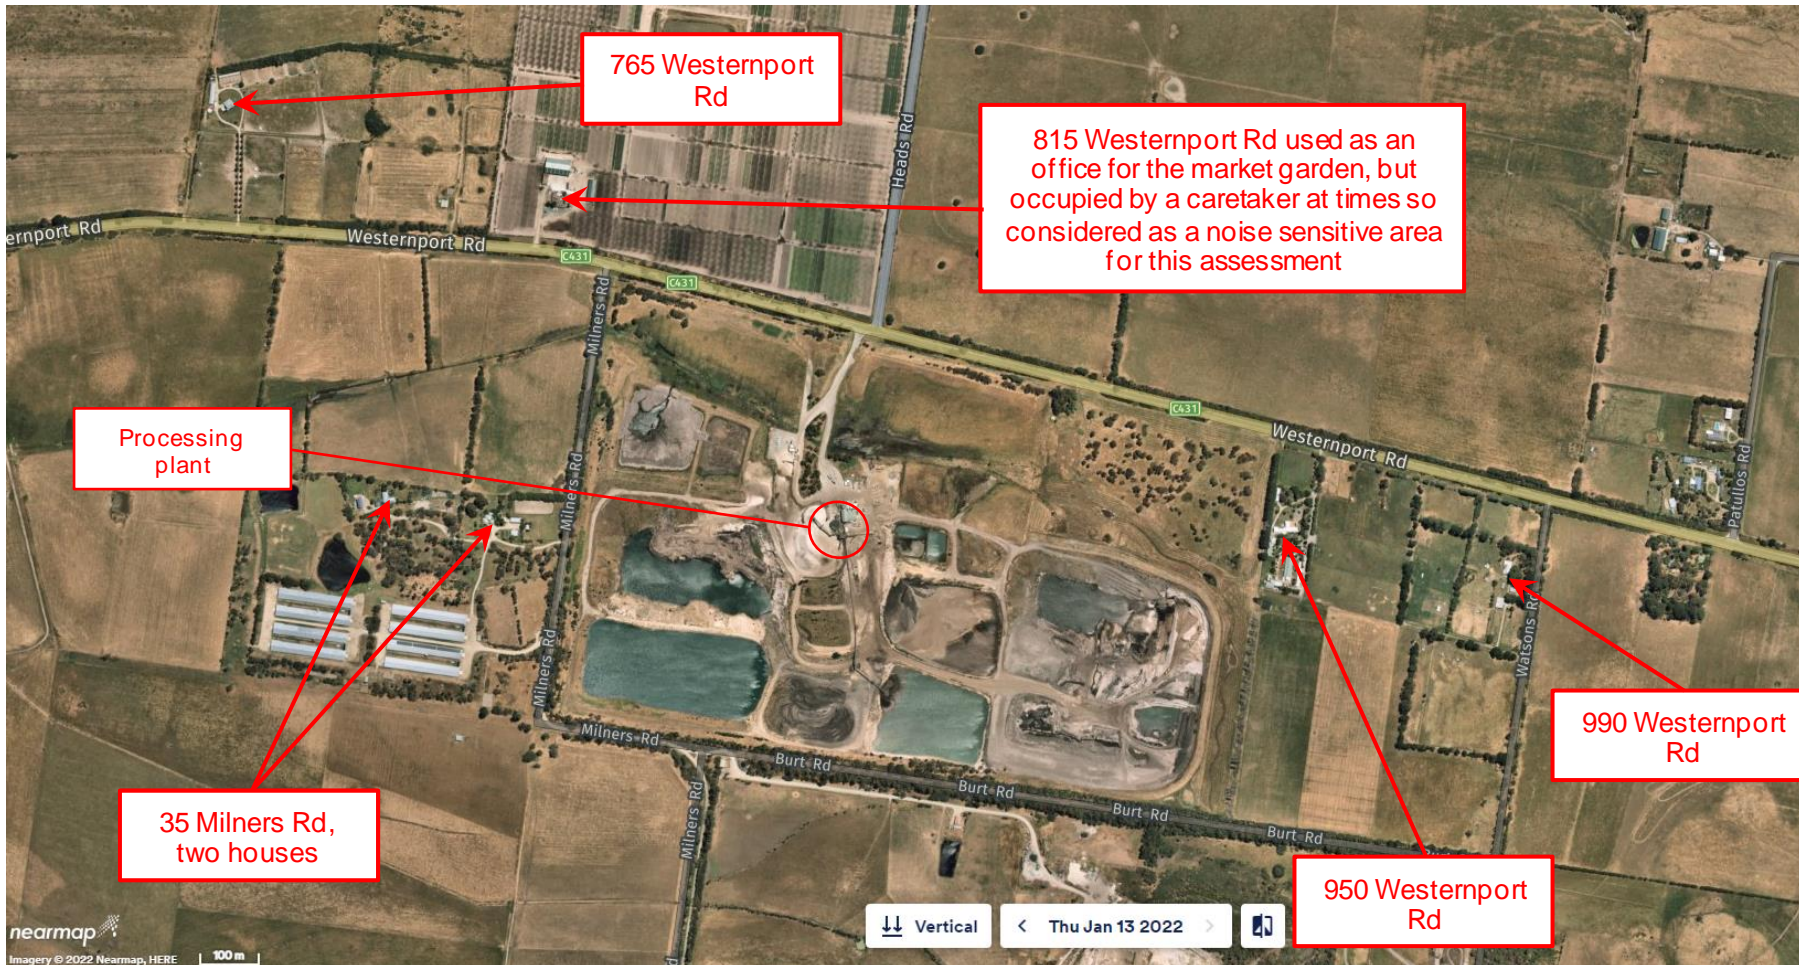 765 Westernport
Rd
815 Westernport Rd used as an
office for the market garden, but
occupied by a caretaker at times so
considered as a noise sensitive area
for this assessment
Heads Rd
ernport Rd
Westernport Rd
C431
C431
Milners Rd
C431
Westernport Rd
Processing
plant
Milners Rd
Patullos Rd
Milners Rd
Watsons Rd
990 Westernport
Rd
Milners Rd
Burt Rd
Burt Rd
Burt Rd
Burt Rd
Milners Rd
35 Milners Rd,
two houses
950 Westernport
Rd
nearmap
Vertical
Thu Jan 13 2022
Imagery © 2022 Nearmap, HERE
100 m